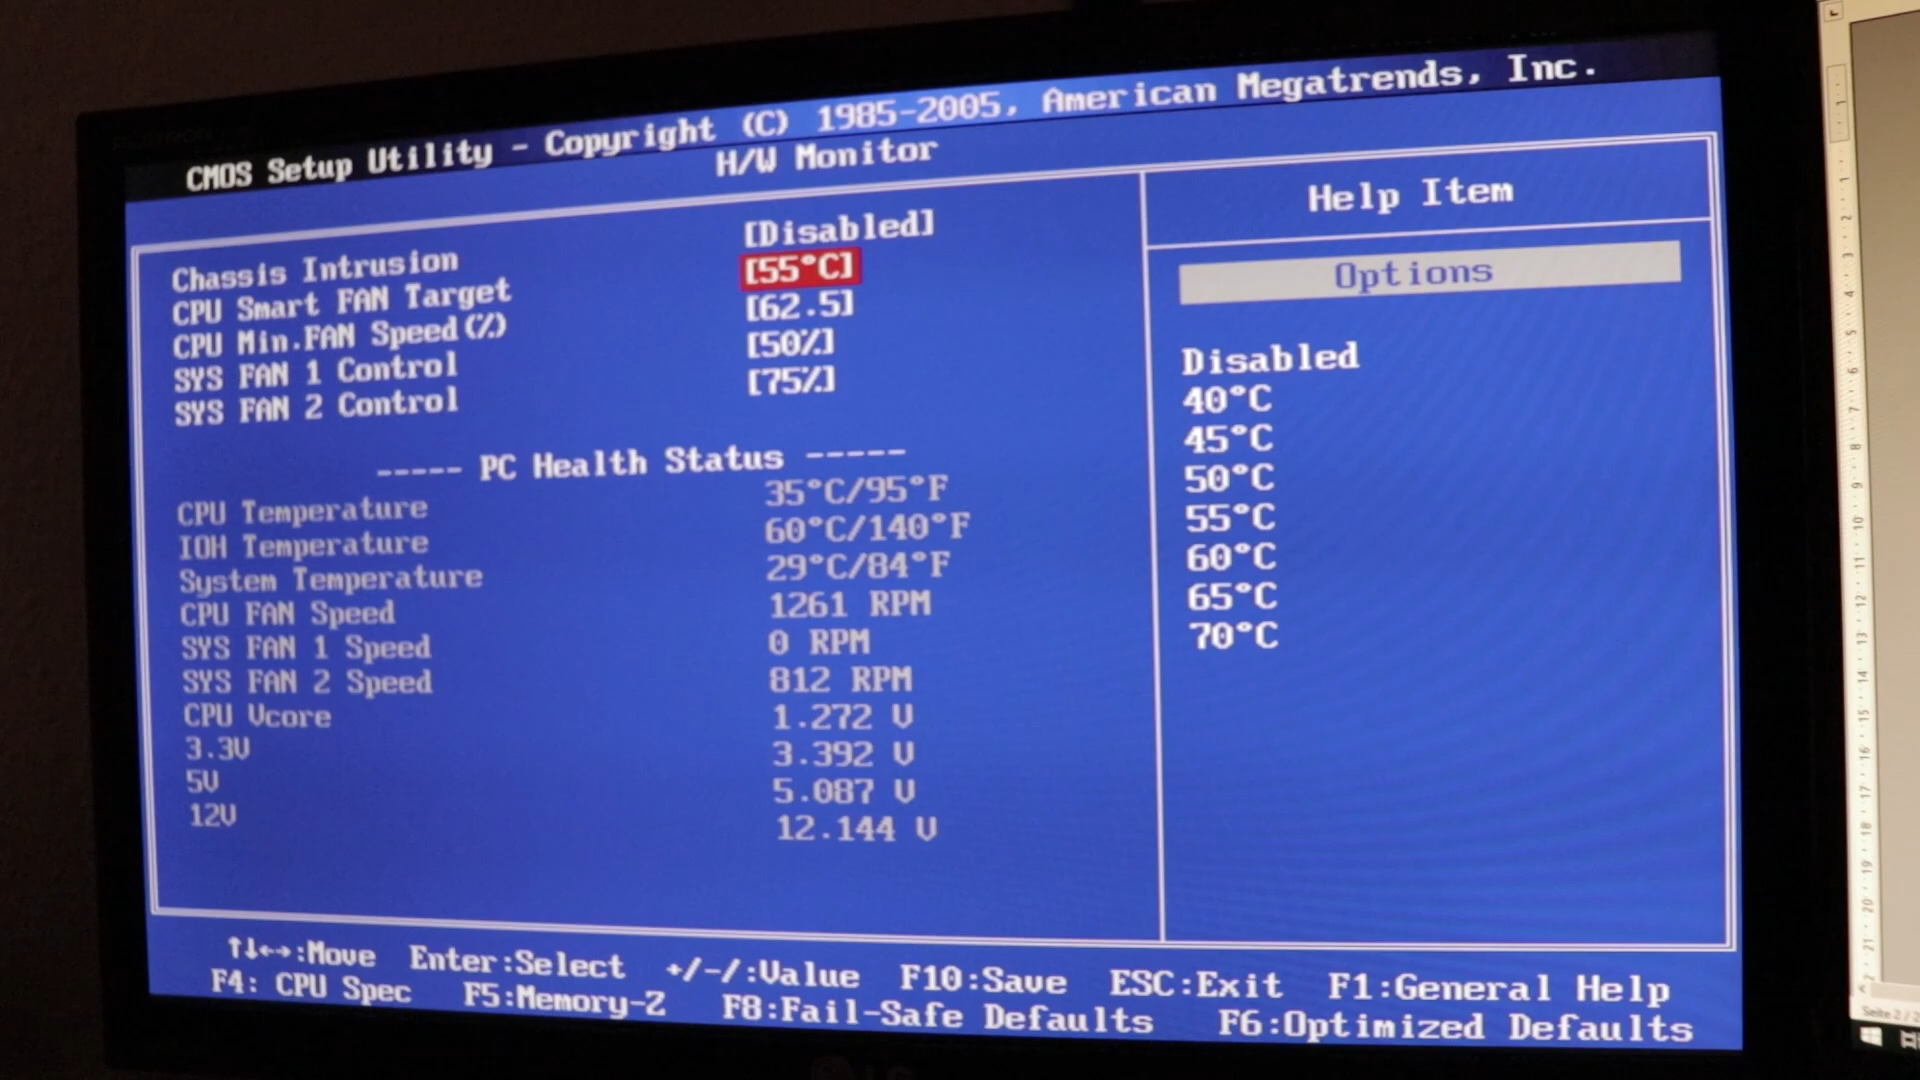 CMOS Setup Utility - Copyright (C) 1985-2005, American Megatrends, Inc.
H/W Monitor
Chassis Intrusion [Disabled]
CPU Smart FAN Target [55°C]
CPU Min.FAN Speed(%) [62.5]
SYS FAN 1 Control [50%]
SYS FAN 2 Control [75%]
----- PC Health Status -----
CPU Temperature 35°C/95°F
IOH Temperature 60°C/140°F
System Temperature 29°C/84°F
CPU FAN Speed 1261 RPM
SYS FAN 1 Speed 0 RPM
SYS FAN 2 Speed 812 RPM
CPU Vcore 1.272 V
3.3V 3.392 V
5V 5.087 V
12V 12.144 V
Help Item
Options
Disabled
40°C
45°C
50°C
55°C
60°C
65°C
70°C
↑↓←→:Move Enter:Select +/-/:Value F10:Save ESC:Exit F1:General Help
F4: CPU Spec F5:Memory-Z F8:Fail-Safe Defaults F6:Optimized Defaults